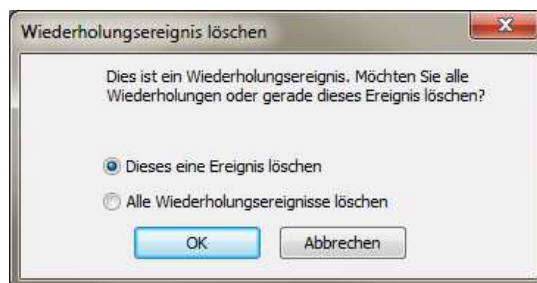 Wiederholungsereignis löschen
Dies ist ein Wiederholungsereignis. Möchten Sie alle
Wiederholungen oder gerade dieses Ereignis löschen?
Dieses eine Ereignis löschen
Alle Wiederholungsereignisse löschen
OK Abbrechen